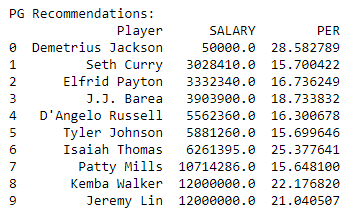 PG Recommendations:
Player SALARY PER
0 Demetrius Jackson 50000.0 28.582789
1 Seth Curry 3028410.0 15.700422
2 Elfrid Payton 3332340.0 16.736249
3 J.J. Barea 3903900.0 18.733832
4 D'Angelo Russell 5562360.0 16.300678
5 Tyler Johnson 5881260.0 15.699646
6 Isaiah Thomas 6261395.0 25.377641
7 Patty Mills 10714286.0 15.648100
8 Kemba Walker 12000000.0 22.176820
9 Jeremy Lin 12000000.0 21.040507